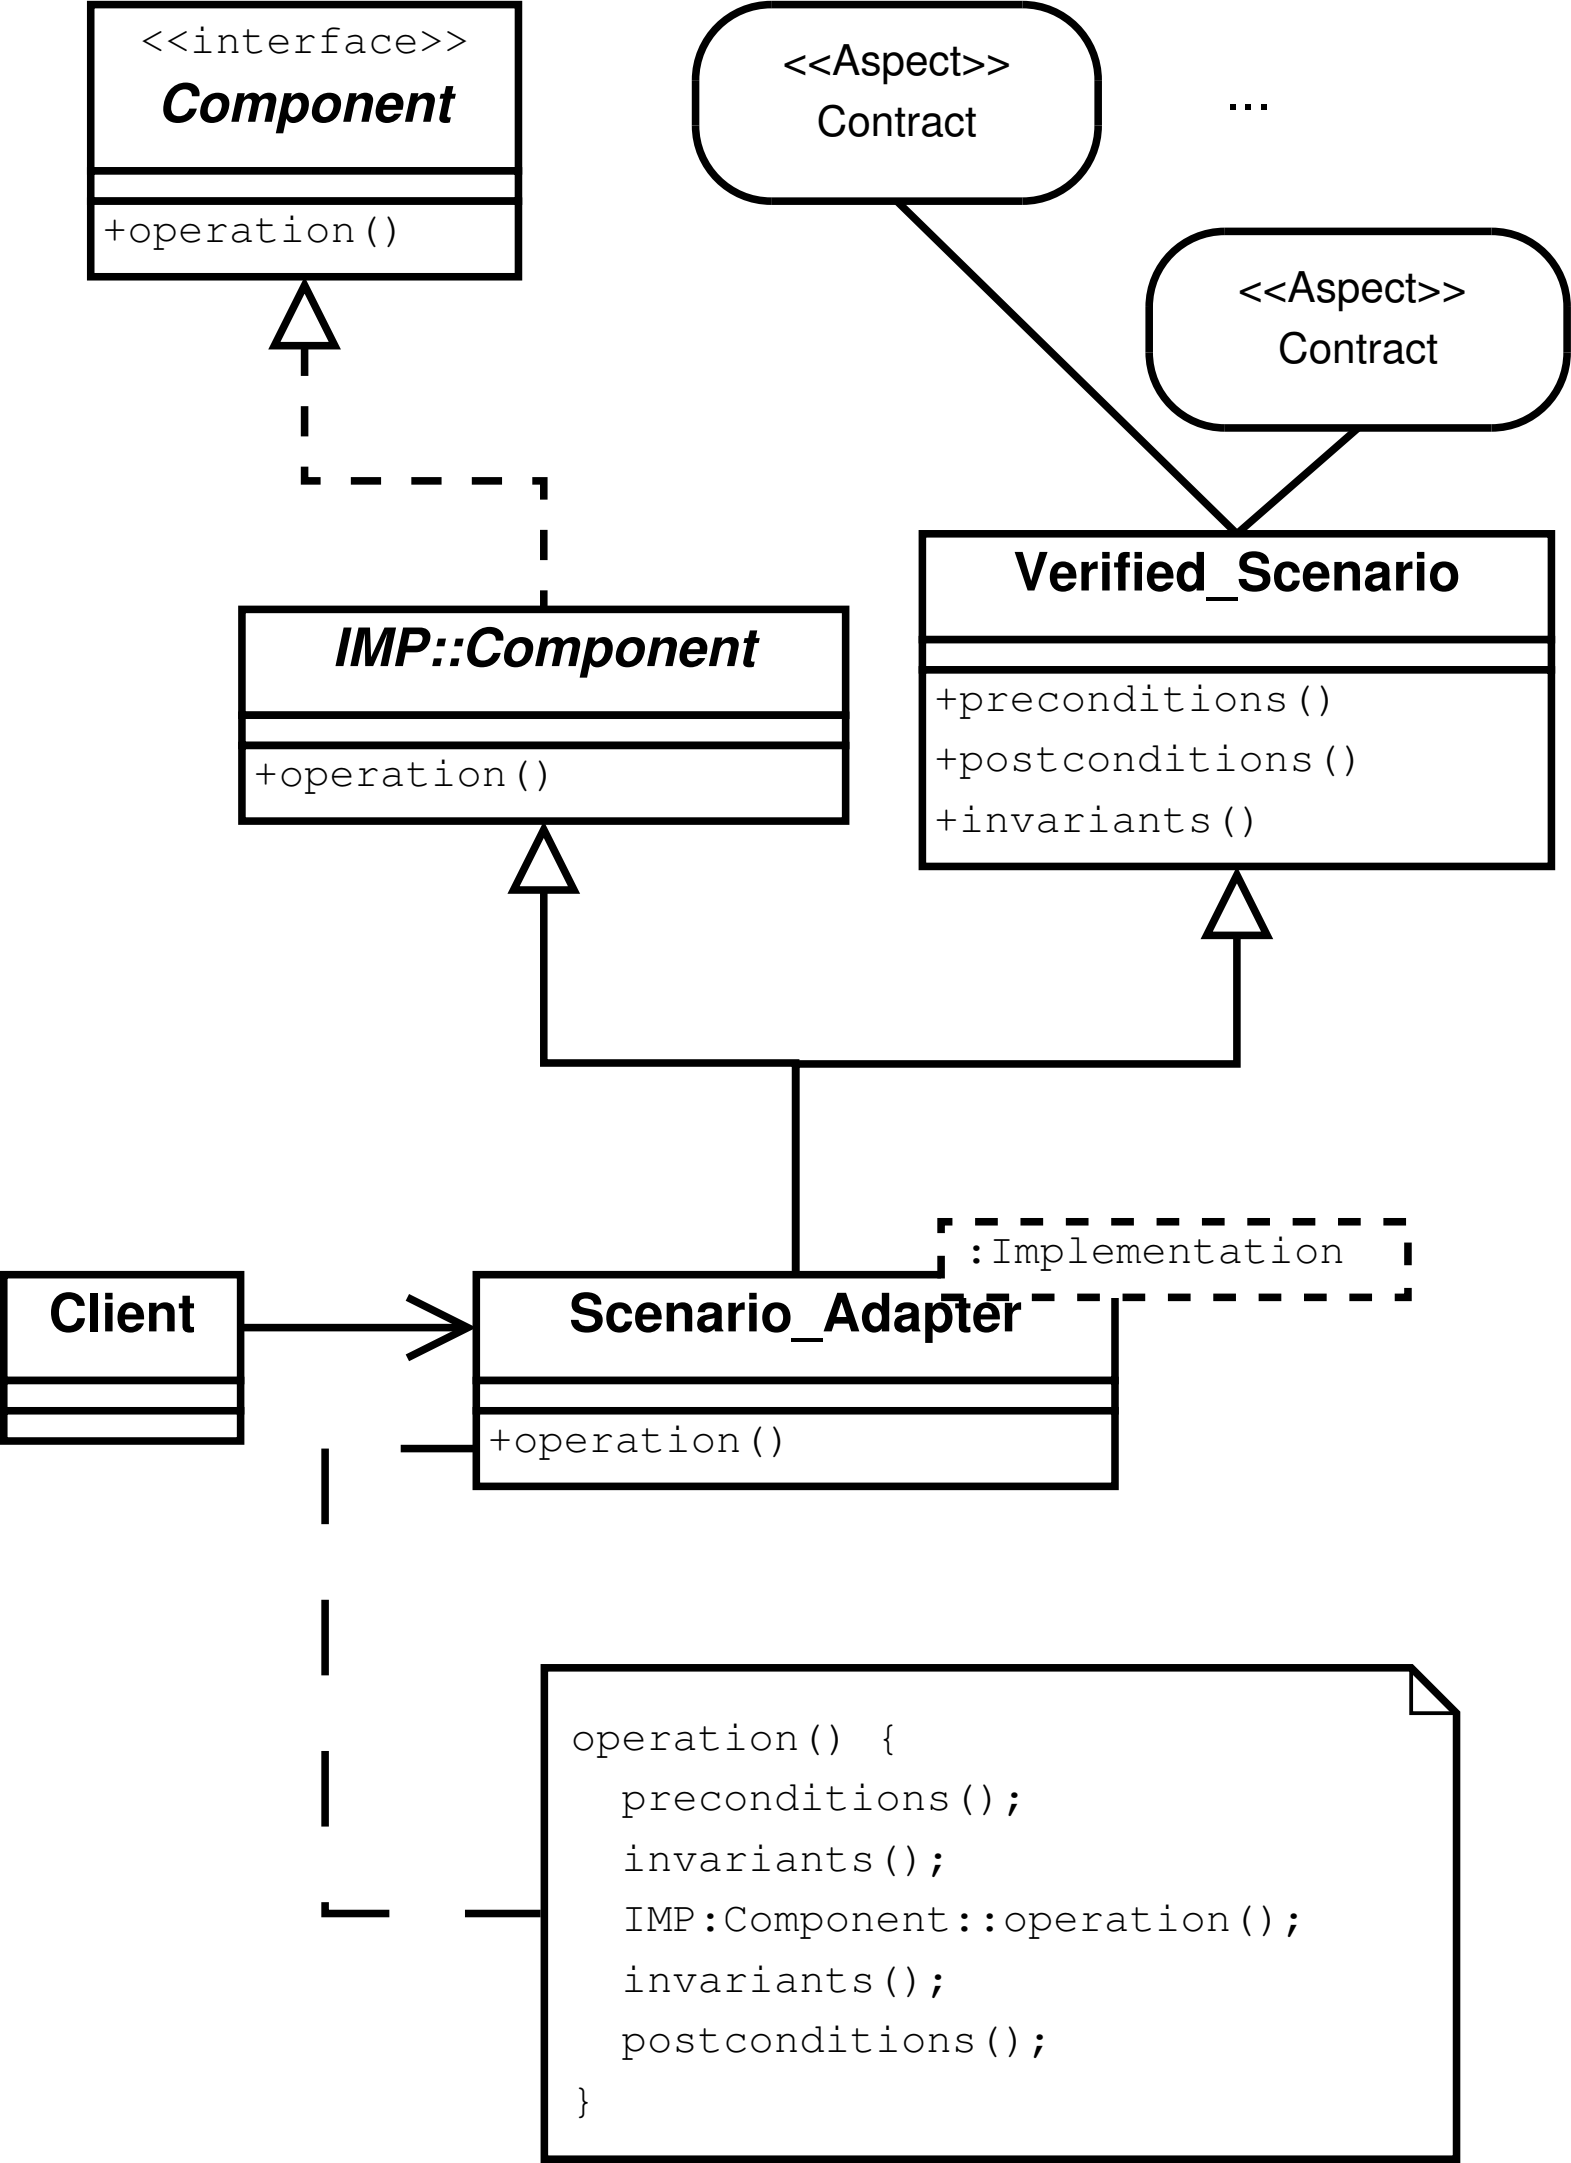 <<interface>>
Component
+operation()
<<Aspect>>
Contract
...
<<Aspect>>
Contract
IMP::Component
+operation()
Verified_Scenario
+preconditions()
+postconditions()
+invariants()
:Implementation
Client
Scenario_Adapter
+operation()
operation() {
preconditions();
invariants();
IMP:Component::operation();
invariants();
postconditions();
}